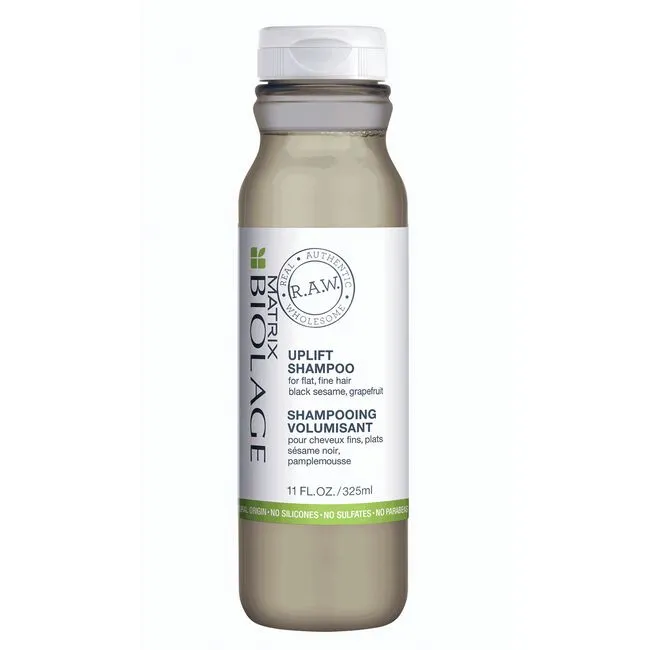 MATRIX
BIOLAGE
REAL • AUTHENTIC • WHOLESOME •
R.A.W.
UPLIFT
SHAMPOO
for flat, fine hair
black sesame, grapefruit
SHAMPOOING
VOLUMISANT
pour cheveux fins, plats
sésame noir,
pamplemousse
11 FL.OZ./325ml
ORIGIN • NO SILICONES • NO SULFATES • NO